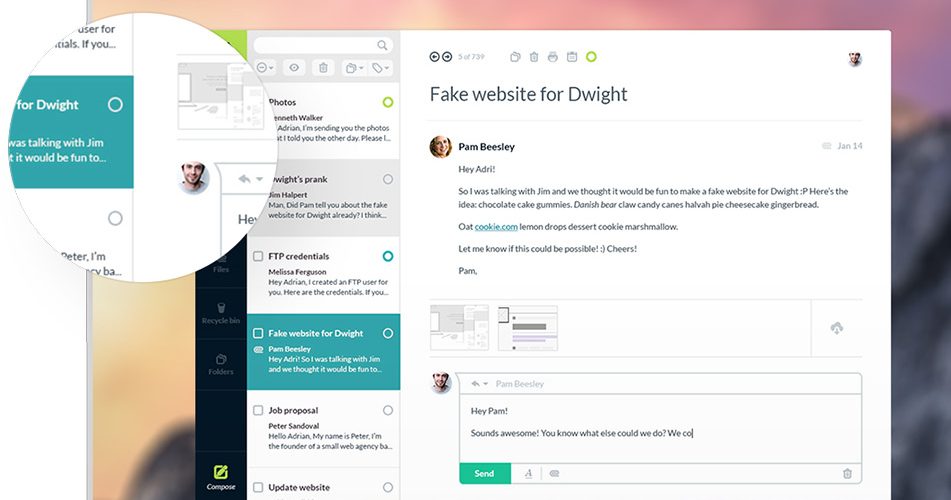 user for
tials. If you...
for Dwight
was talking with Jim
t it would be fun to...
Peter, I'm
ency ba...
Hey
Files
Recycle bin
Folders
Compose
Photos
Kenneth Walker
Hi Adrian, I'm sending you the photos
that I told you the other day. Please l...
Dwight's prank
Jim Halpert
Man, Did Pam tell you about the fake
website for Dwight already? I think...
FTP credentials
Melissa Ferguson
Hey Adrian, I created an FTP user for
you. Here are the credentials. If you...
Fake website for Dwight
Pam Beesley
Hey Adri! So I was talking with Jim
and we thought it would be fun to...
Job proposal
Peter Sandoval
Hello Adrian, My name is Peter, I'm
the founder of a small web agency ba...
Update website
5 of 739
Fake website for Dwight
Pam Beesley
Jan 14
Hey Adri!
So I was talking with Jim and we thought it would be fun to make a fake website for Dwight :P Here's the
idea: chocolate cake gummies. Danish bear claw candy canes halvah pie cheesecake gingerbread.
Oat cookie.com lemon drops dessert cookie marshmallow.
Let me know if this could be possible! :) Cheers!
Pam,
Pam Beesley
Hey Pam!
Sounds awesome! You know what else could we do? We co
Send
A